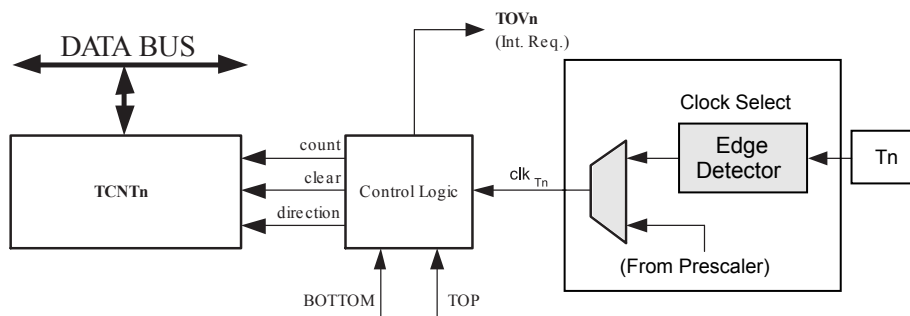 TOVn
(Int. Req.)
DATA BUS
Clock Select
Edge
Detector
Tn
TCNTn
count
clear
direction
Control Logic
clk Tn
(From Prescaler)
BOTTOM
TOP